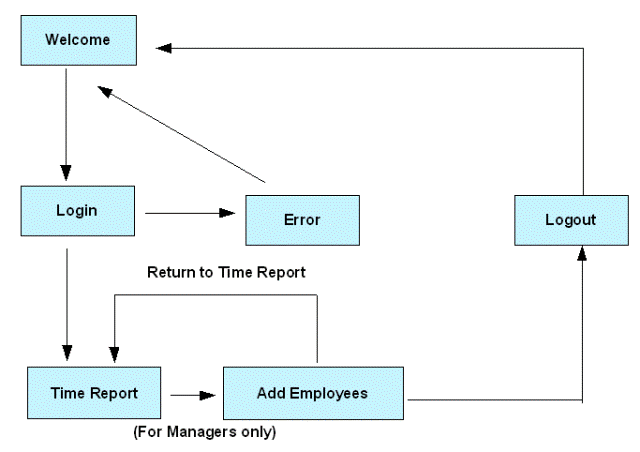 Welcome
Login
Error
Logout
Return to Time Report
Time Report
Add Employees
(For Managers only)